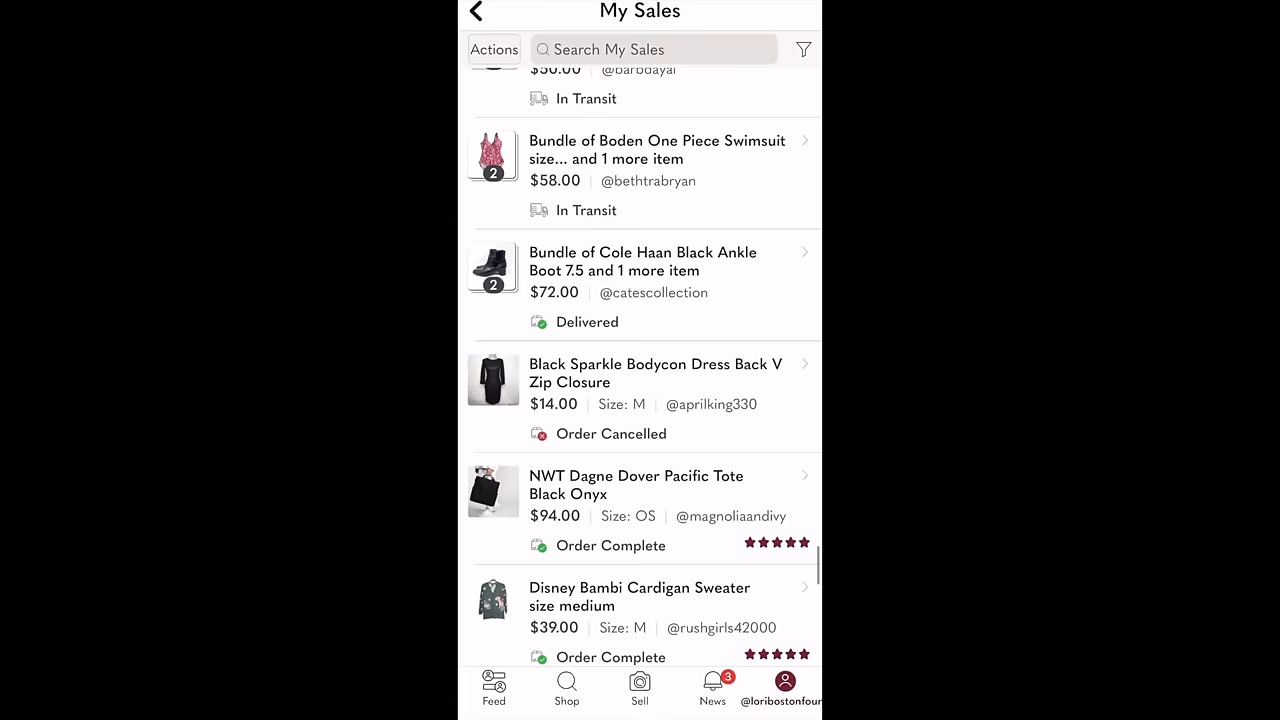 My Sales
Actions
Search My Sales
$50.00 @barbdayal
In Transit
Bundle of Boden One Piece Swimsuit
size... and 1 more item
2
$58.00 @bethtrabryan
In Transit
Bundle of Cole Haan Black Ankle
Boot 7.5 and 1 more item
2
$72.00 @catescollection
Delivered
Black Sparkle Bodycon Dress Back V
Zip Closure
$14.00 Size: M @aprilking330
Order Cancelled
NWT Dagne Dover Pacific Tote
Black Onyx
$94.00 Size: OS @magnoliaandivy
Order Complete
Disney Bambi Cardigan Sweater
size medium
$39.00 Size: M @rushgirls42000
Order Complete
3
Feed Shop Sell News @loribostonfour